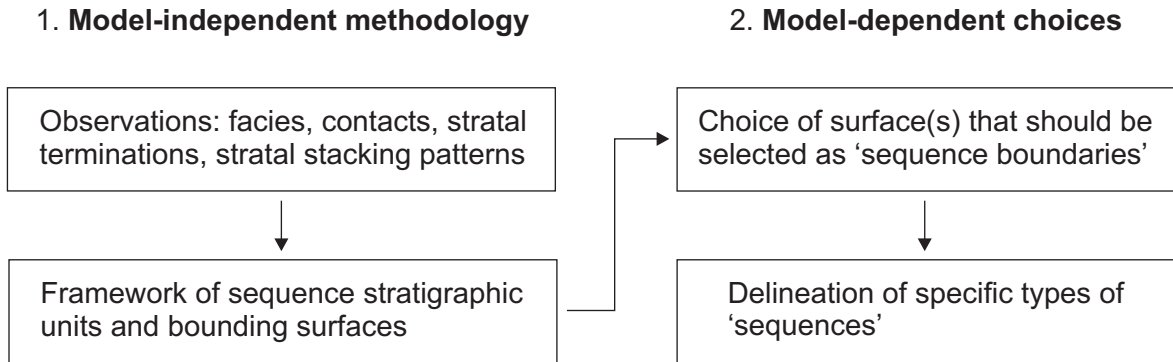 1. Model-independent methodology
Observations: facies, contacts, stratal
terminations, stratal stacking patterns
Framework of sequence stratigraphic
units and bounding surfaces
2. Model-dependent choices
Choice of surface(s) that should be
selected as ‘sequence boundaries’
Delineation of specific types of
‘sequences’